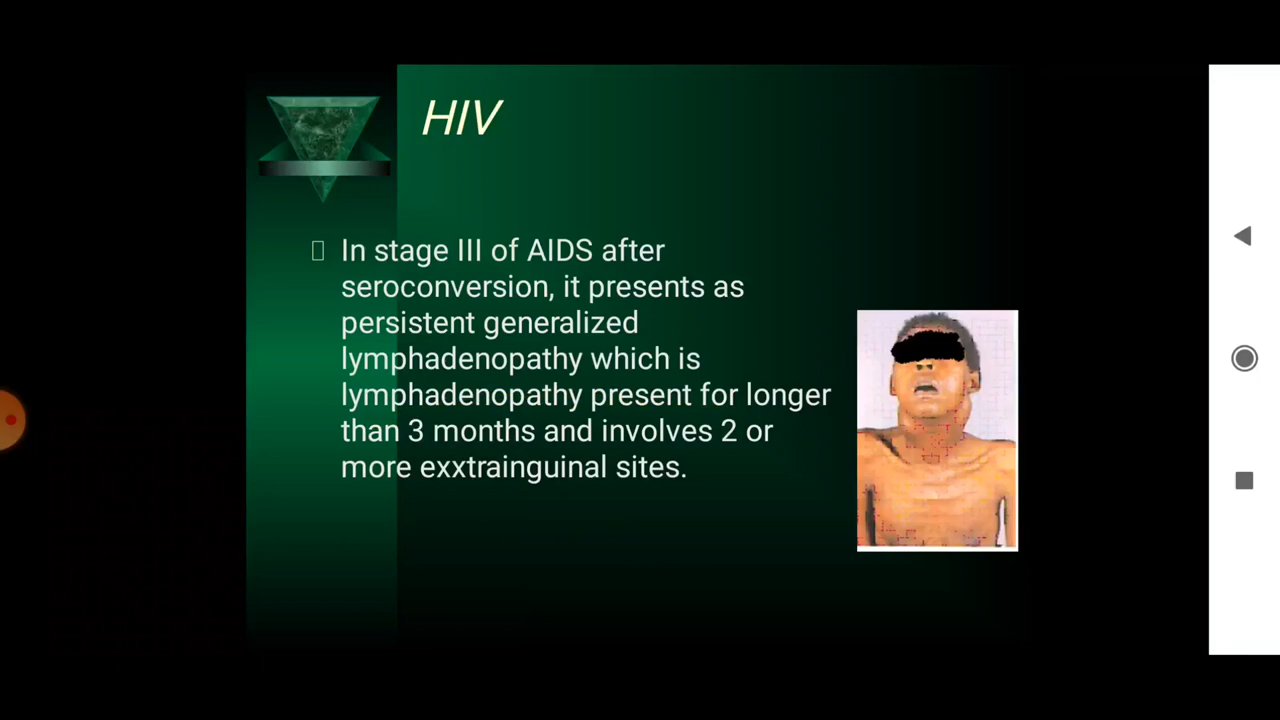 HIV
In stage III of AIDS after
seroconversion, it presents as
persistent generalized
lymphadenopathy which is
lymphadenopathy present for longer
than 3 months and involves 2 or
more exxtrainguinal sites.